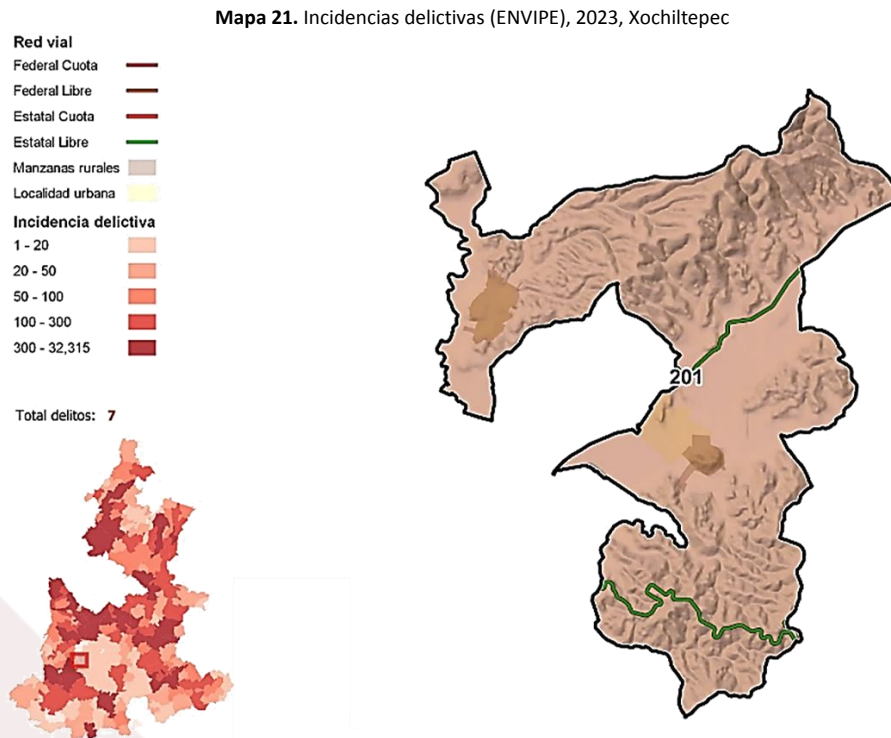 Mapa 21. Incidencias delictivas (ENVIPE), 2023, Xochiltepec
Red vial
Federal Cuota
Federal Libre
Estatal Cuota
Estatal Libre
Manzanas rurales
Localidad urbana
Incidencia delictiva
1 - 20
20 - 50
50 - 100
100 - 300
300 - 32,315
Total delitos: 7
201